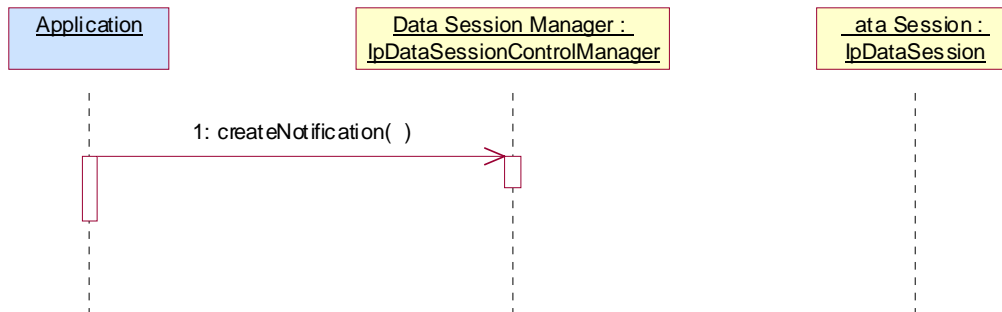 Application
Data Session Manager :
IpDataSessionControlManager
ata Session :
IpDataSession
1: createNotification( )